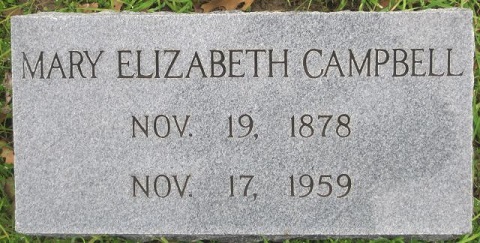 MARY ELIZABETH CAMPBELL
NOV. 19, 1878
NOV. 17, 1959